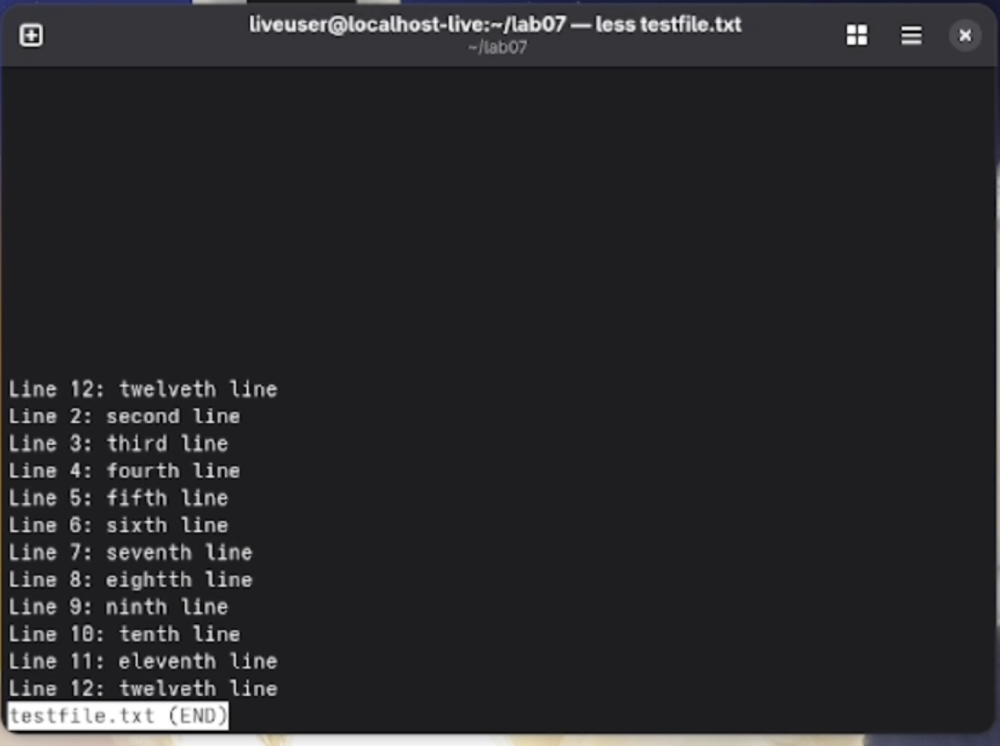 liveuser@localhost-live:~/lab07 — less testfile.txt
~/lab07
Line 12: twelveth line
Line 2: second line
Line 3: third line
Line 4: fourth line
Line 5: fifth line
Line 6: sixth line
Line 7: seventh line
Line 8: eightth line
Line 9: ninth line
Line 10: tenth line
Line 11: eleventh line
Line 12: twelveth line
testfile.txt (END)